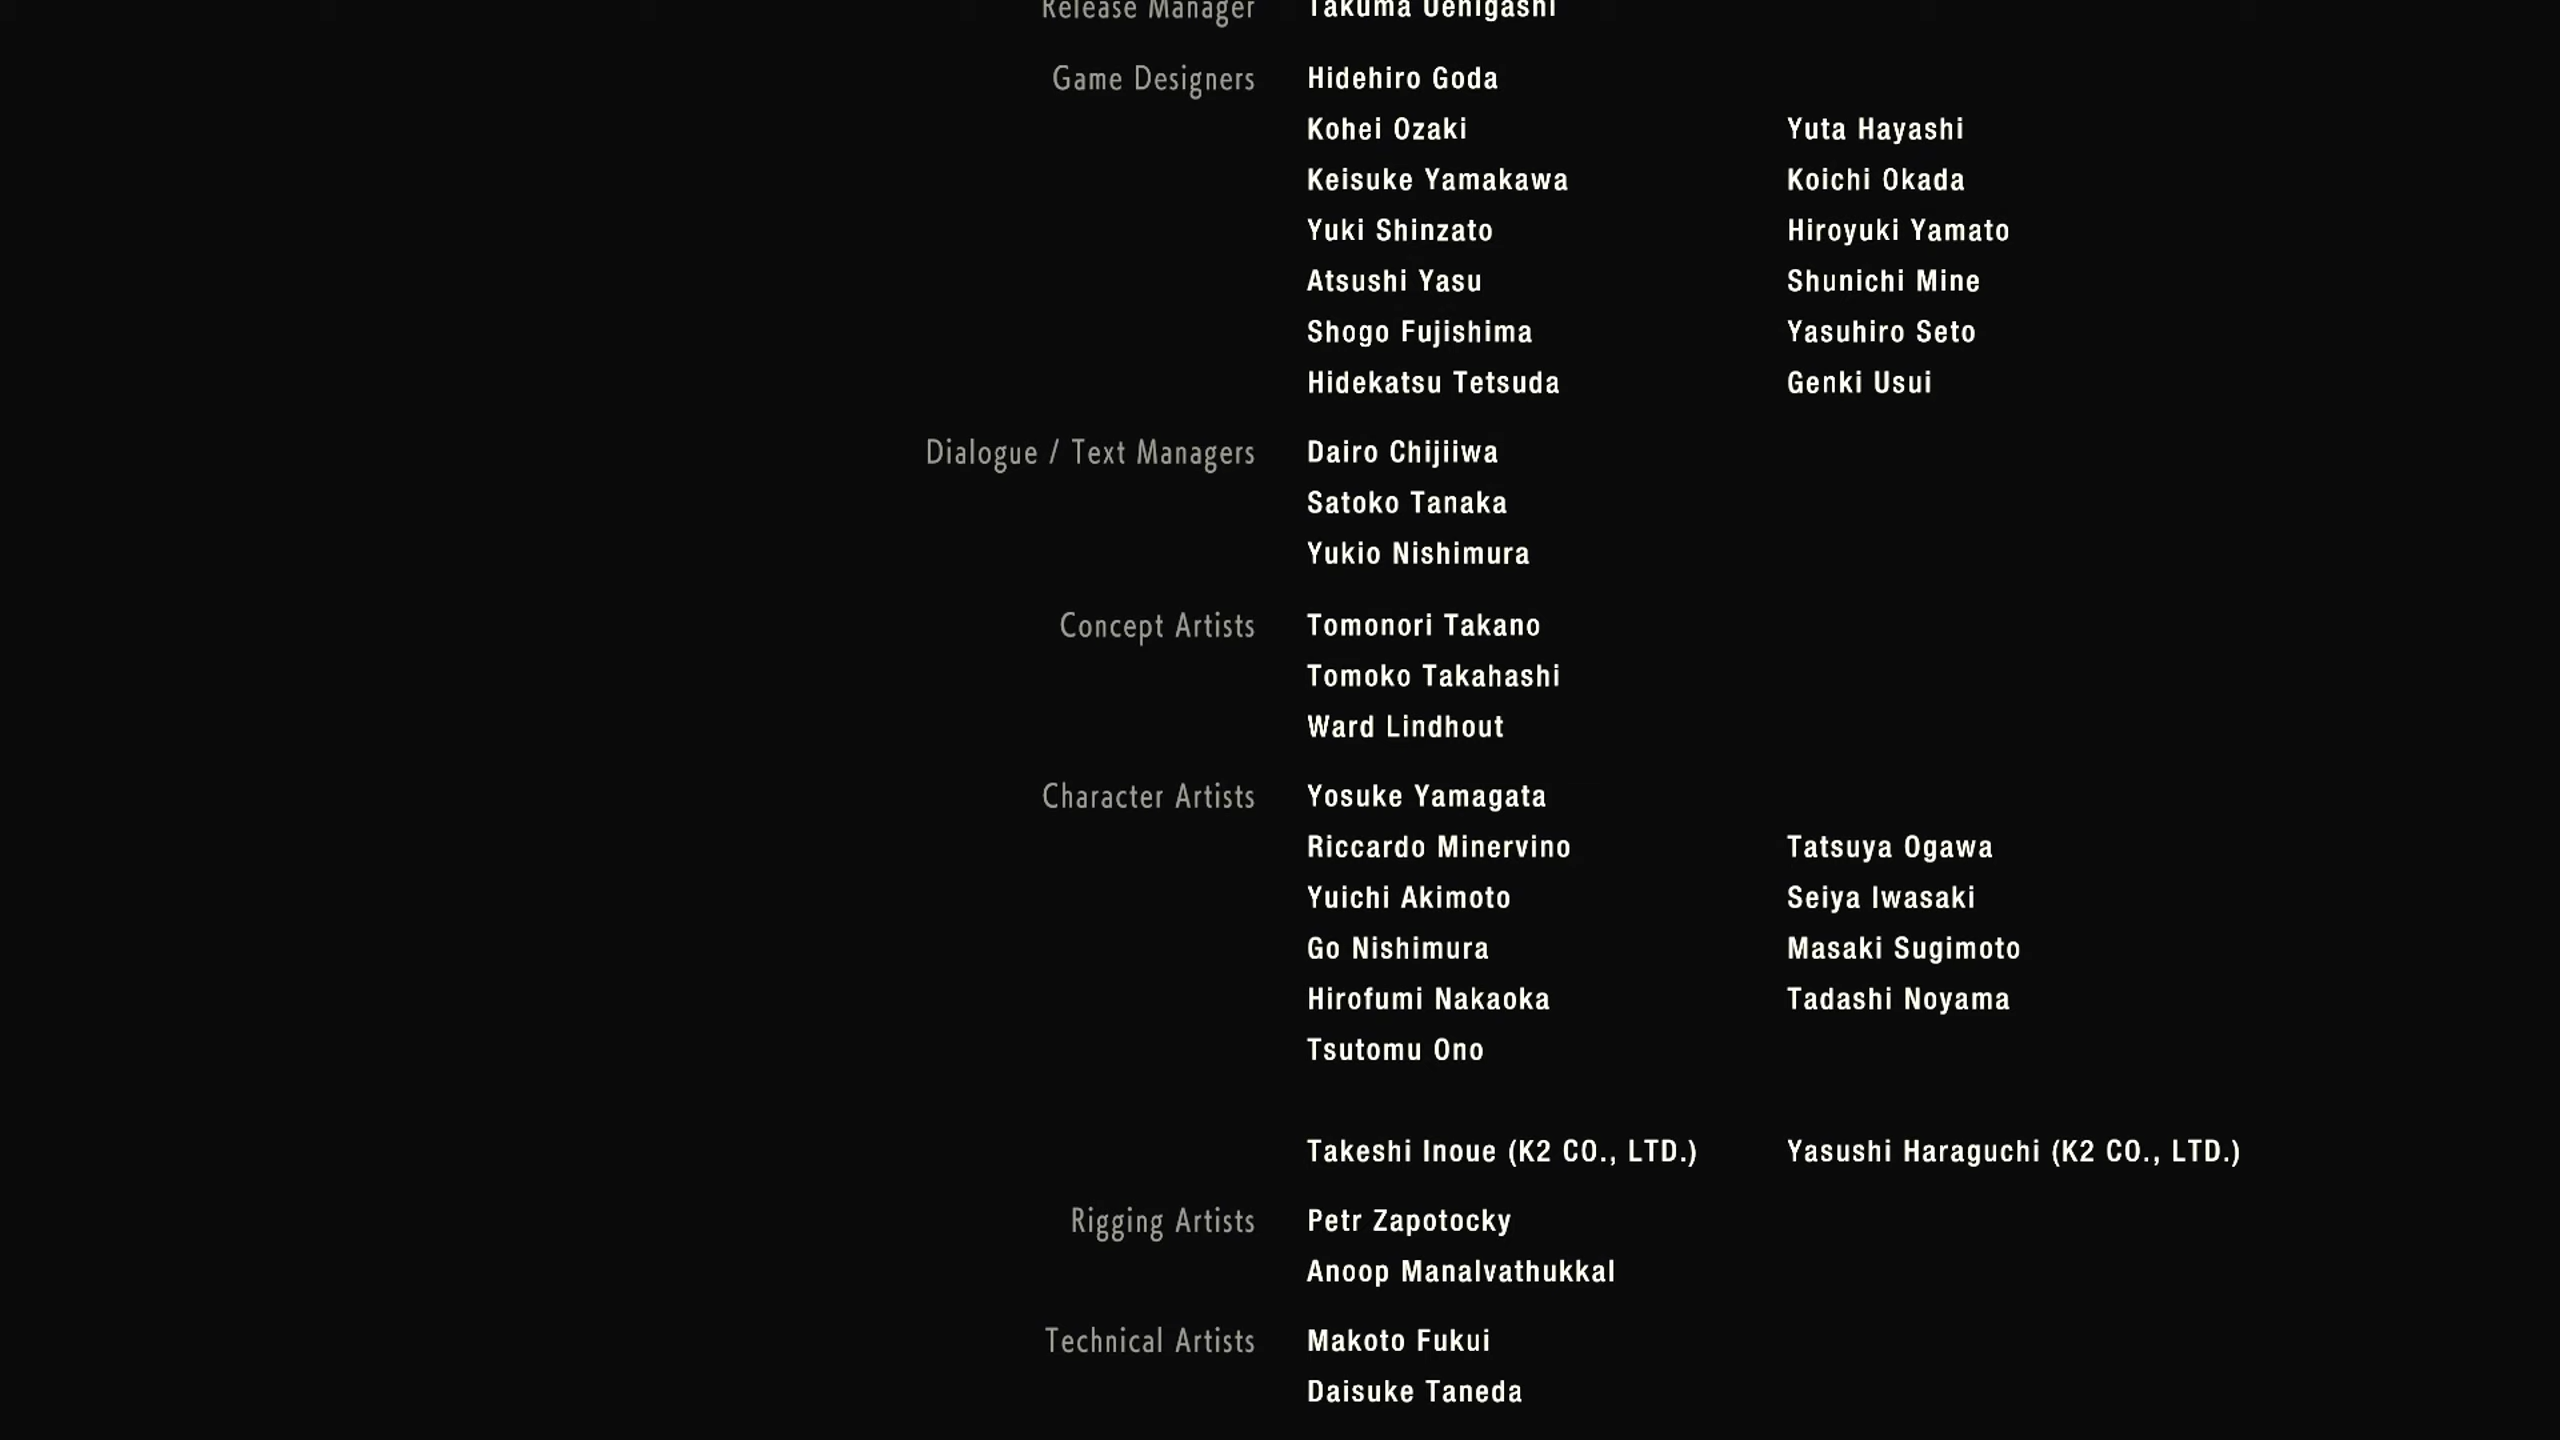 Release Manager Takuma Uehigashi
Game Designers Hidehiro Goda
Kohei Ozaki Yuta Hayashi
Keisuke Yamakawa Koichi Okada
Yuki Shinzato Hiroyuki Yamato
Atsushi Yasu Shunichi Mine
Shogo Fujishima Yasuhiro Seto
Hidekatsu Tetsuda Genki Usui
Dialogue / Text Managers Dairo Chijiiwa
Satoko Tanaka
Yukio Nishimura
Concept Artists Tomonori Takano
Tomoko Takahashi
Ward Lindhout
Character Artists Yosuke Yamagata
Riccardo Minervino Tatsuya Ogawa
Yuichi Akimoto Seiya Iwasaki
Go Nishimura Masaki Sugimoto
Hirofumi Nakaoka Tadashi Noyama
Tsutomu Ono
Takeshi Inoue (K2 CO., LTD.) Yasushi Haraguchi (K2 CO., LTD.)
Rigging Artists Petr Zapotocky
Anoop Manalvathukkal
Technical Artists Makoto Fukui
Daisuke Taneda